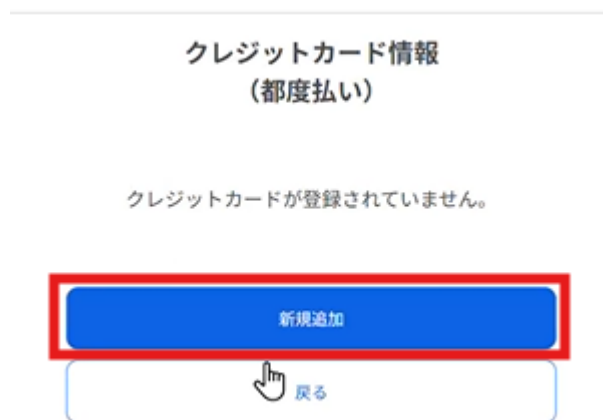 クレジットカード情報
（都度払い）
クレジットカードが登録されていません。
新規追加
戻る